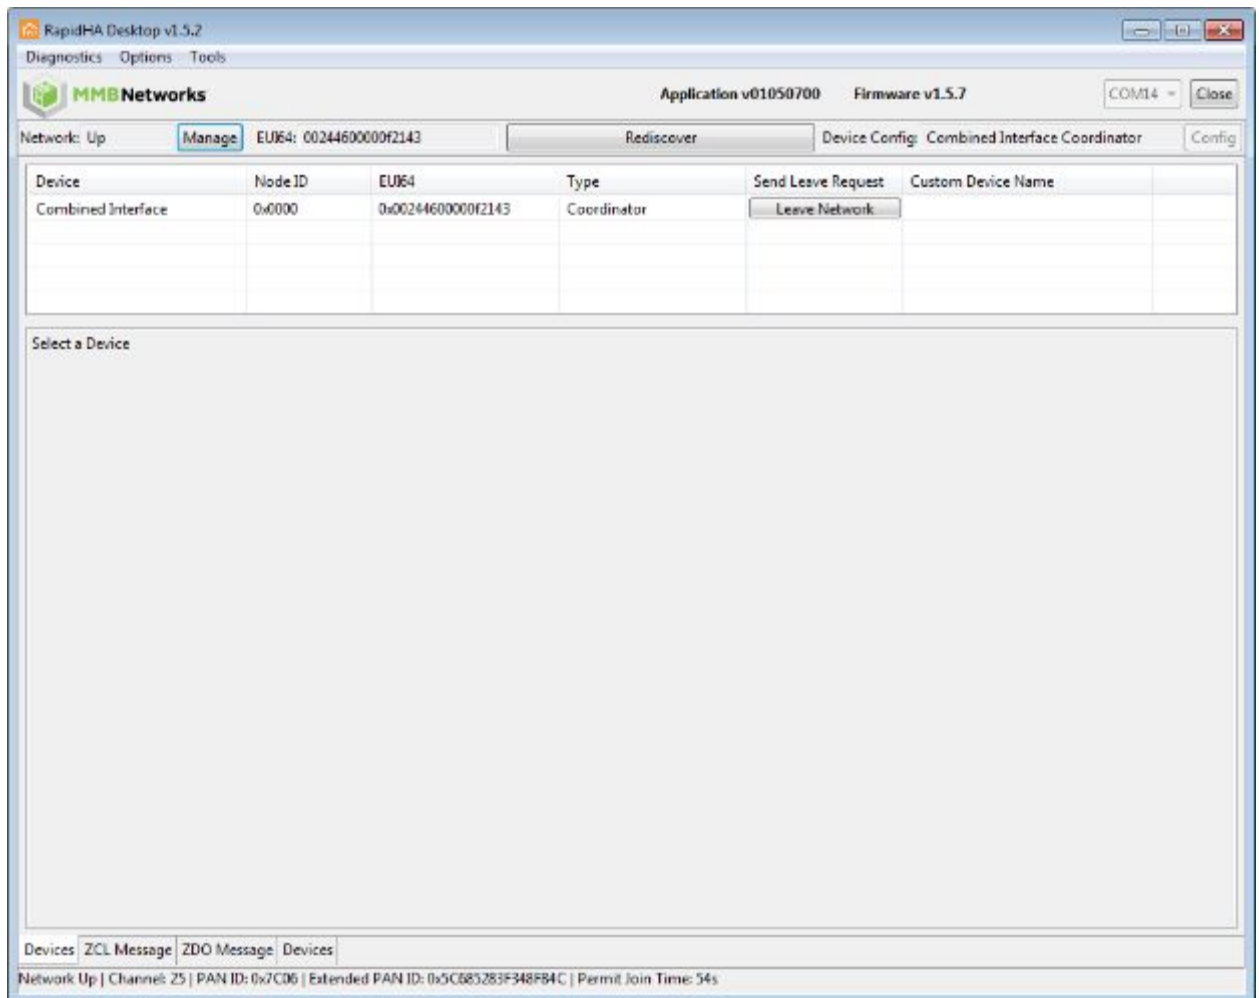 RapidHA Desktop v1.5.2
Diagnostics Options Tools
MMBNetworks Application v01050700 Firmware v1.5.7 COM14 Close
Network: Up Manage EUI64: 00244600000f2143 Rediscover Device Config: Combined Interface Coordinator Config
Device Node ID EUI64 Type Send Leave Request Custom Device Name
Combined Interface 0x0000 0x00244600000f2143 Coordinator Leave Network
Select a Device
Devices ZCL Message ZDO Message Devices
Network Up | Channel: 25 | PAN ID: 0x7C06 | Extended PAN ID: 0x5C685283F348F84C | Permit Join Time: 54s